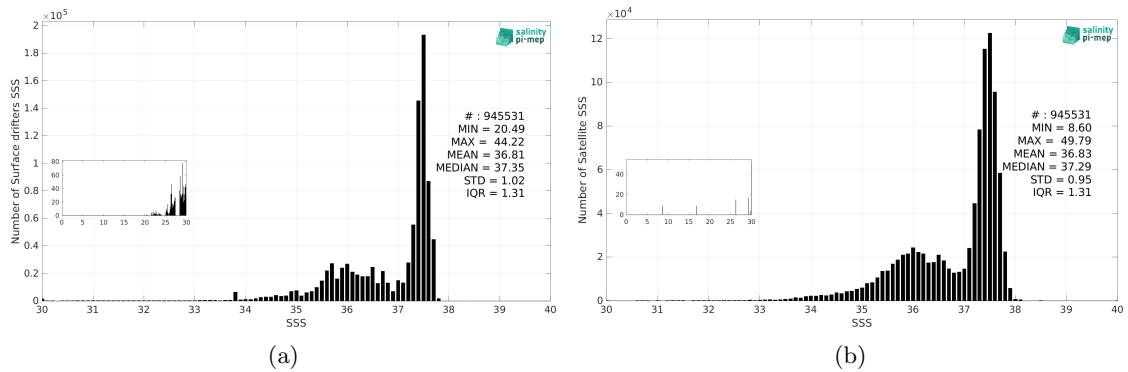 ×10⁵
2
1.8
1.6
1.4
1.2
1
0.8
0.6
0.4
0.2
0
Number of Surface drifters SSS
salinity
pi-mep
# : 945531
MIN = 20.49
MAX = 44.22
MEAN = 36.81
MEDIAN = 37.35
STD = 1.02
IQR = 1.31
80
60
40
20
0
0 5 10 15 20 25 30
30 31 32 33 34 35 36 37 38 39 40
SSS
(a)
×10⁴
12
10
8
6
4
2
0
Number of Satellite SSS
salinity
pi-mep
# : 945531
MIN = 8.60
MAX = 49.79
MEAN = 36.83
MEDIAN = 37.29
STD = 0.95
IQR = 1.31
40
20
0
0 5 10 15 20 25 30
30 31 32 33 34 35 36 37 38 39 40
SSS
(b)